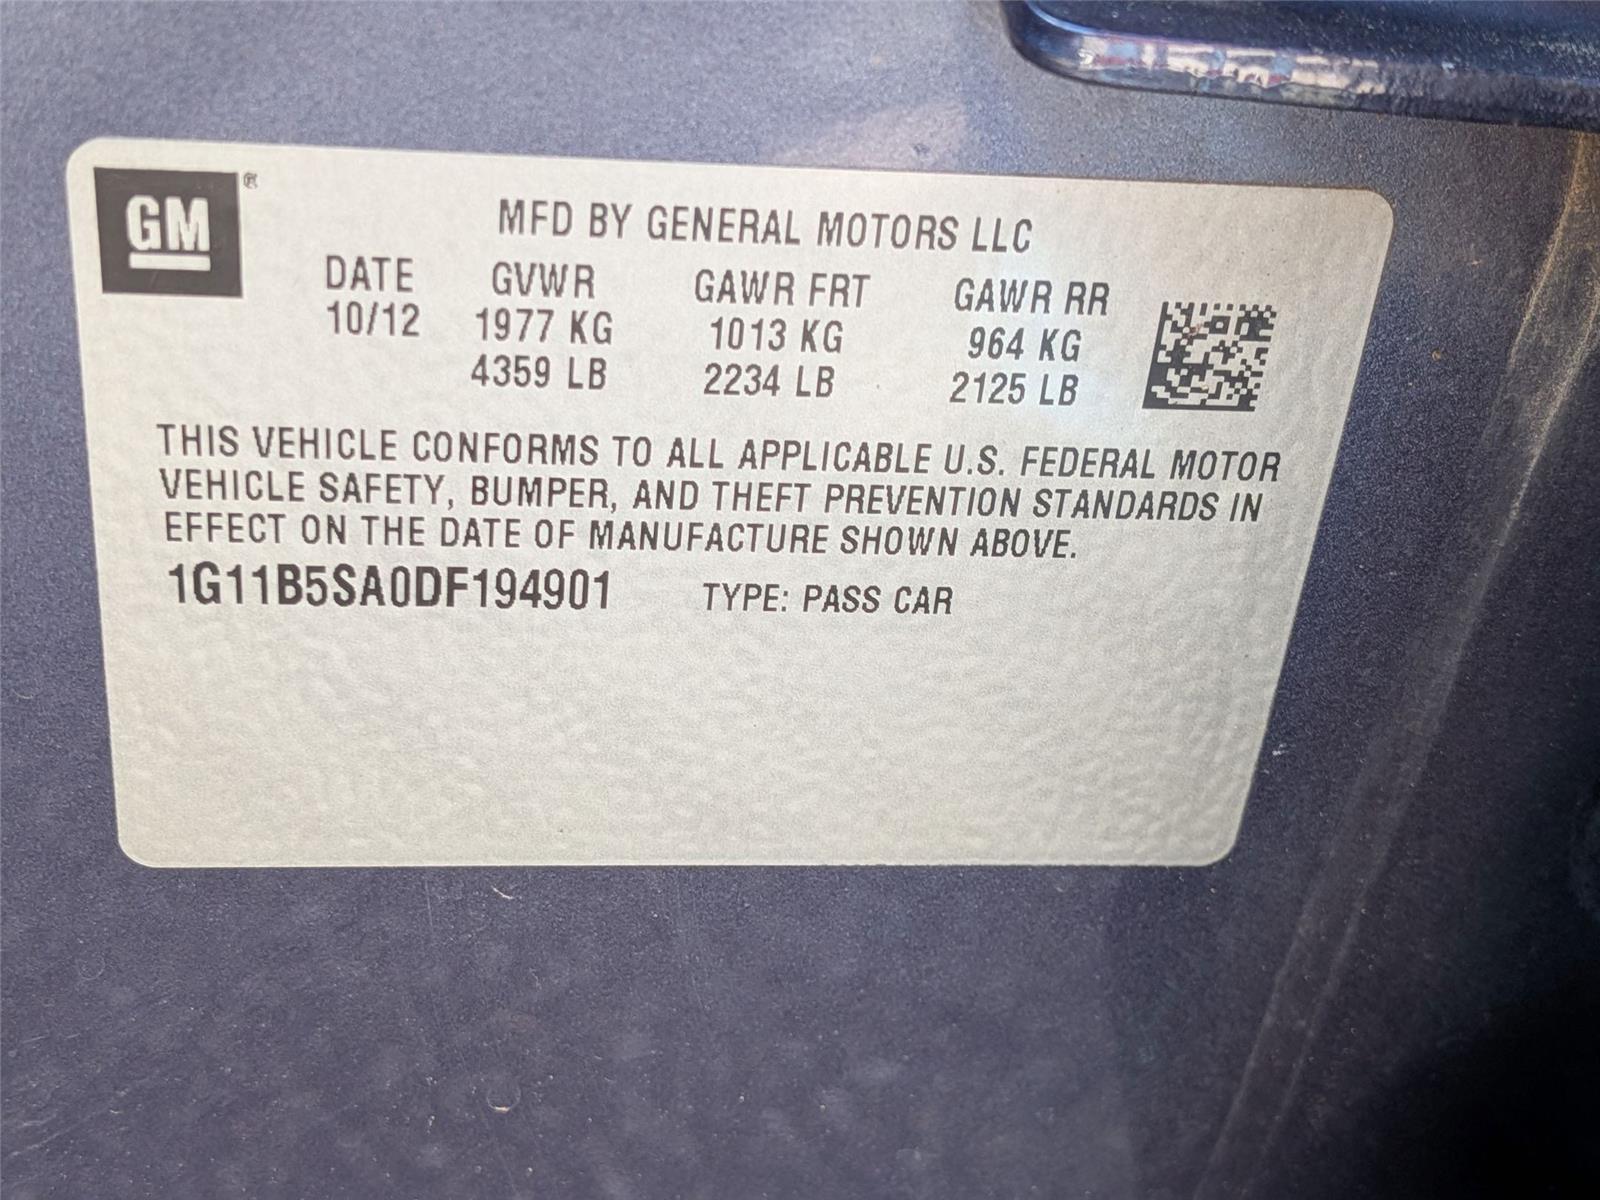 GM ®
MFD BY GENERAL MOTORS LLC
DATE GVWR GAWR FRT GAWR RR
10/12 1977 KG 1013 KG 964 KG
4359 LB 2234 LB 2125 LB
THIS VEHICLE CONFORMS TO ALL APPLICABLE U.S. FEDERAL MOTOR
VEHICLE SAFETY, BUMPER, AND THEFT PREVENTION STANDARDS IN
EFFECT ON THE DATE OF MANUFACTURE SHOWN ABOVE.
1G11B5SA0DF194901 TYPE: PASS CAR